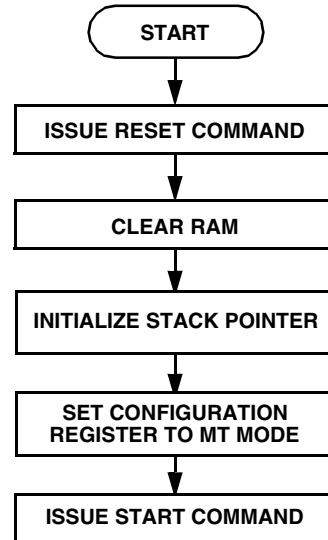 START
ISSUE RESET COMMAND
CLEAR RAM
INITIALIZE STACK POINTER
SET CONFIGURATION
REGISTER TO MT MODE
ISSUE START COMMAND